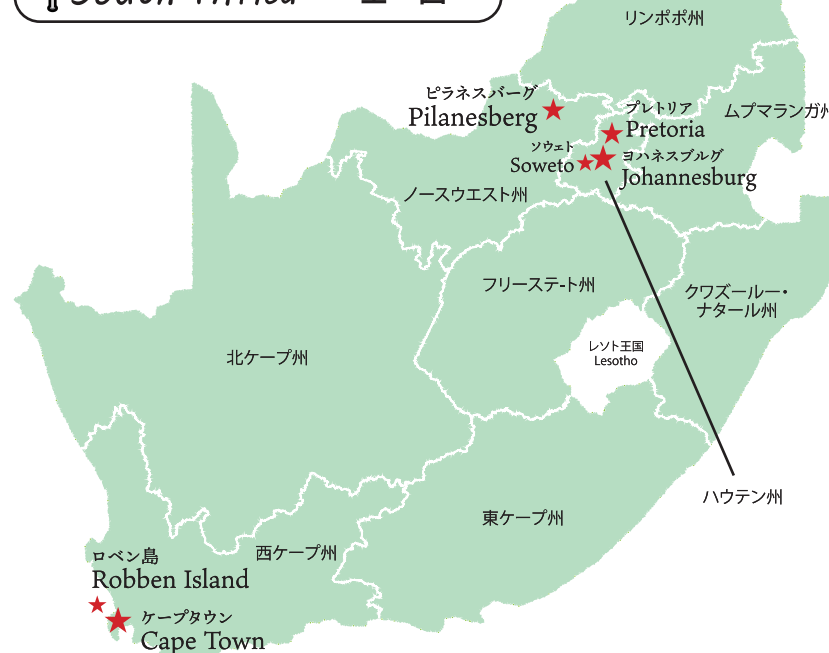 South Africa
リンポポ州
ピラネスバーグ
Pilanesberg
プレトリア
Pretoria
ムプマランガ州
ソウェト
Soweto
ヨハネスブルグ
Johannesburg
ノースウエスト州
フリーステート州
クワズールー・
ナタール州
レソト王国
Lesotho
北ケープ州
ハウテン州
東ケープ州
西ケープ州
ロベン島
Robben Island
ケープタウン
Cape Town